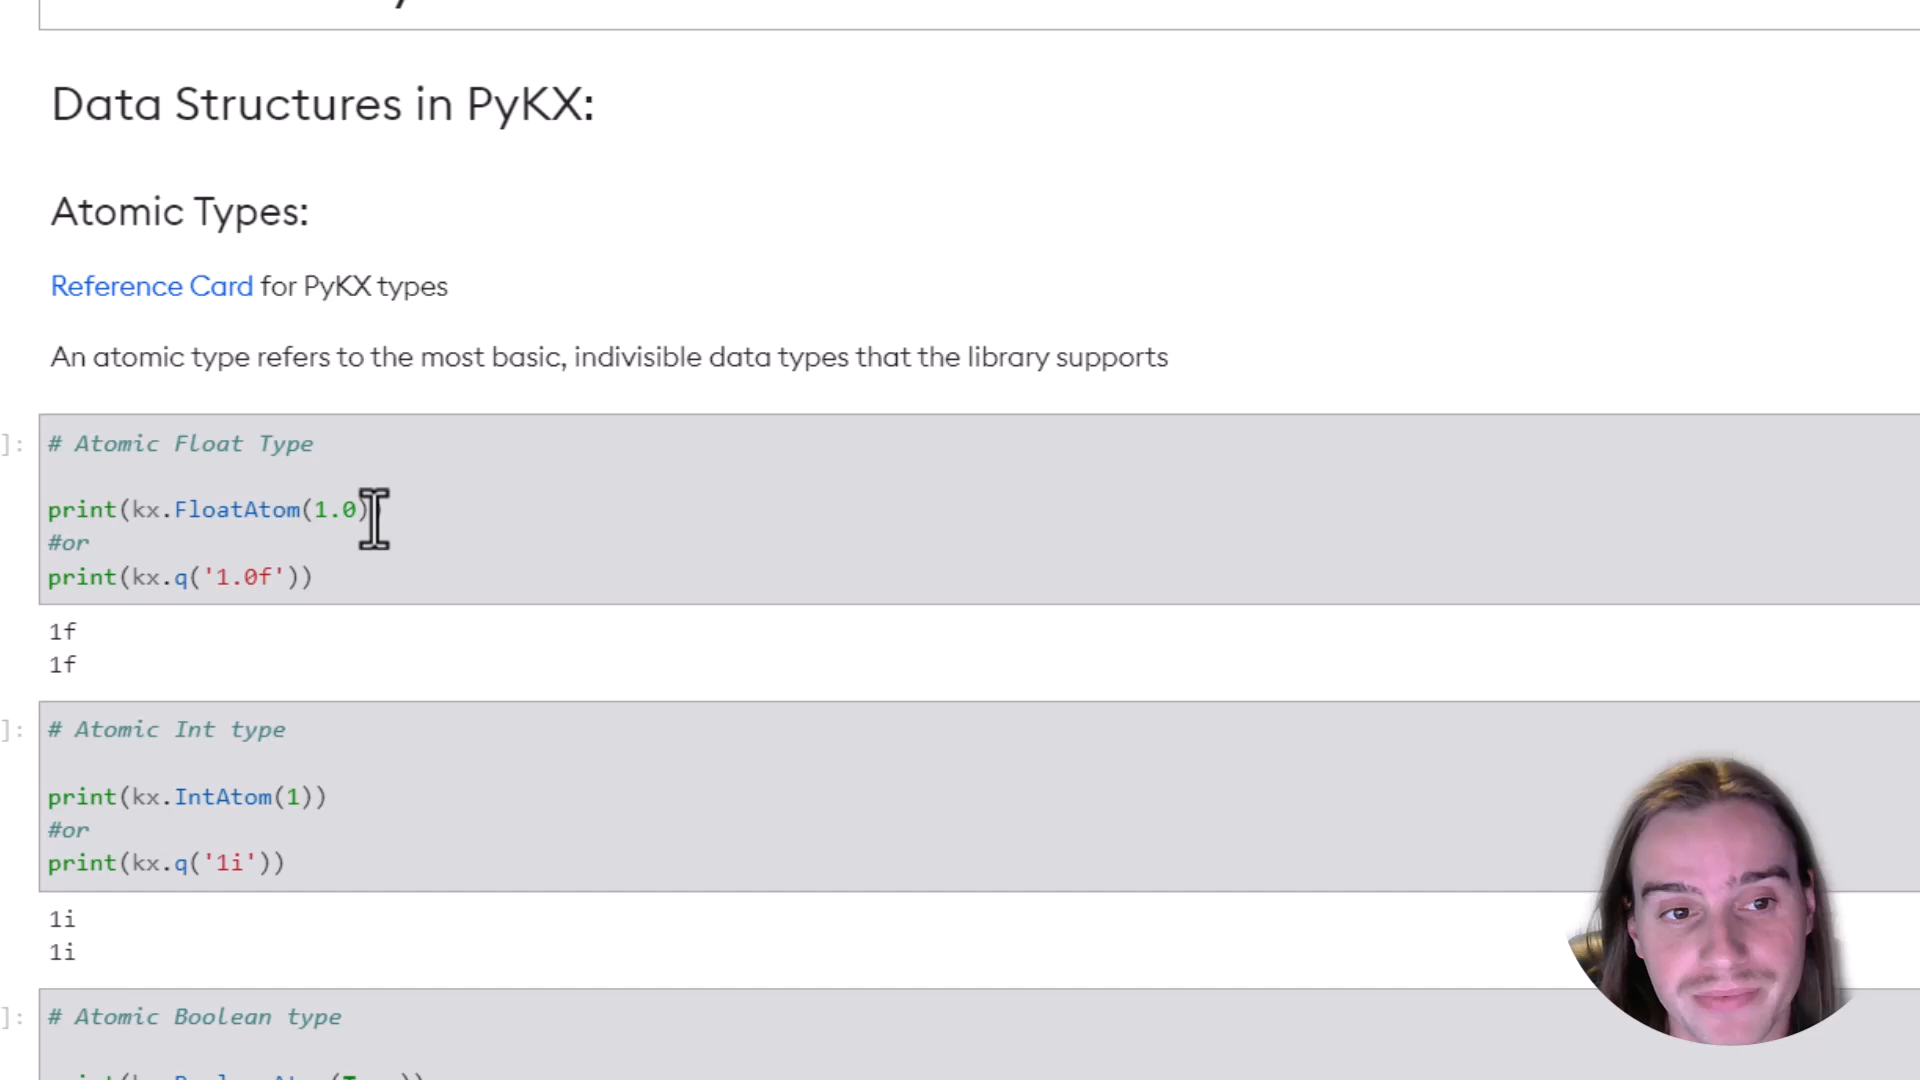 Data Structures in PyKX:
Atomic Types:
Reference Card for PyKX types
An atomic type refers to the most basic, indivisible data types that the library supports
]:
# Atomic Float Type
print(kx.FloatAtom(1.0))
#or
print(kx.q('1.0f'))
1f
1f
]:
# Atomic Int type
print(kx.IntAtom(1))
#or
print(kx.q('1i'))
1i
1i
]:
# Atomic Boolean type